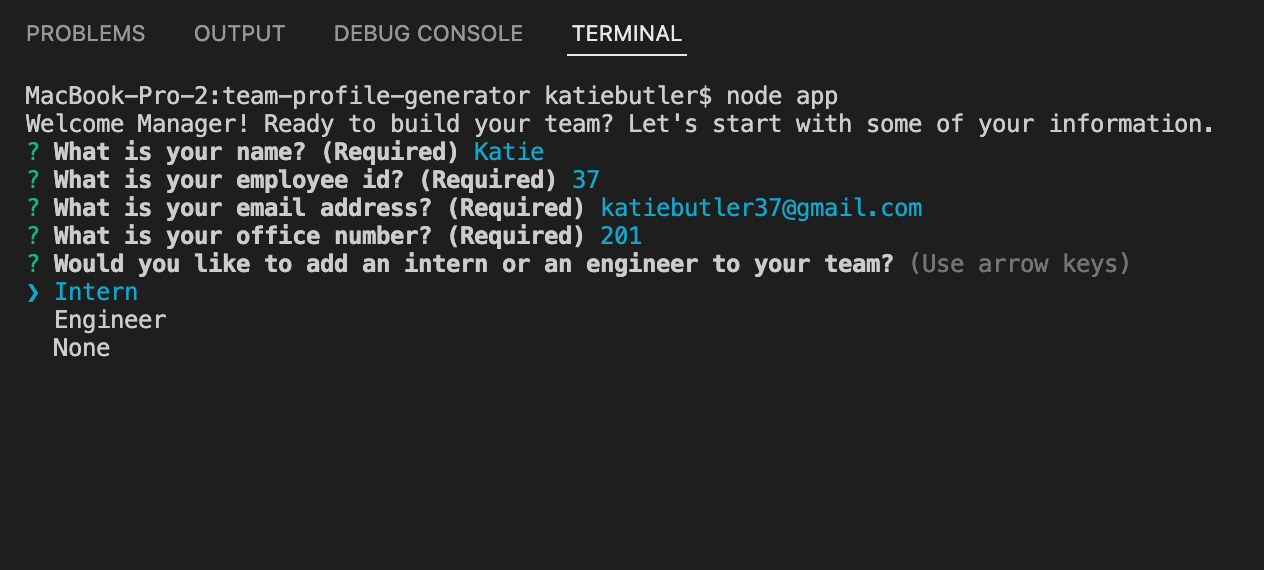 PROBLEMS OUTPUT DEBUG CONSOLE TERMINAL
MacBook-Pro-2:team-profile-generator katiebutler$ node app
Welcome Manager! Ready to build your team? Let's start with some of your information.
? What is your name? (Required) Katie
? What is your employee id? (Required) 37
? What is your email address? (Required) katiebutler37@gmail.com
? What is your office number? (Required) 201
? Would you like to add an intern or an engineer to your team? (Use arrow keys)
❯ Intern
Engineer
None